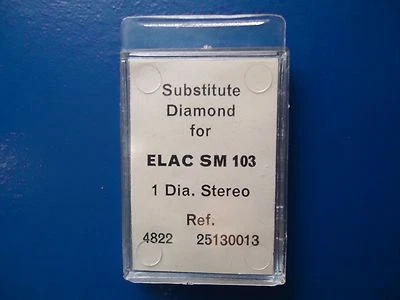 Substitute
Diamond
for
ELAC SM 103
1 Dia. Stereo
Ref.
4822 25130013